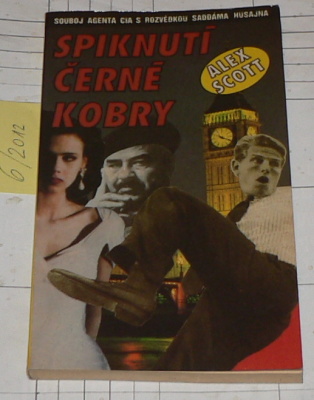 SOUBOJ AGENTA CIA S ROZVĚDKOU SADDÁMA HUSAJNA
SPIKNUTÍ
ČERNÉ
KOBRY
ALEX
SCOTT
6/2012